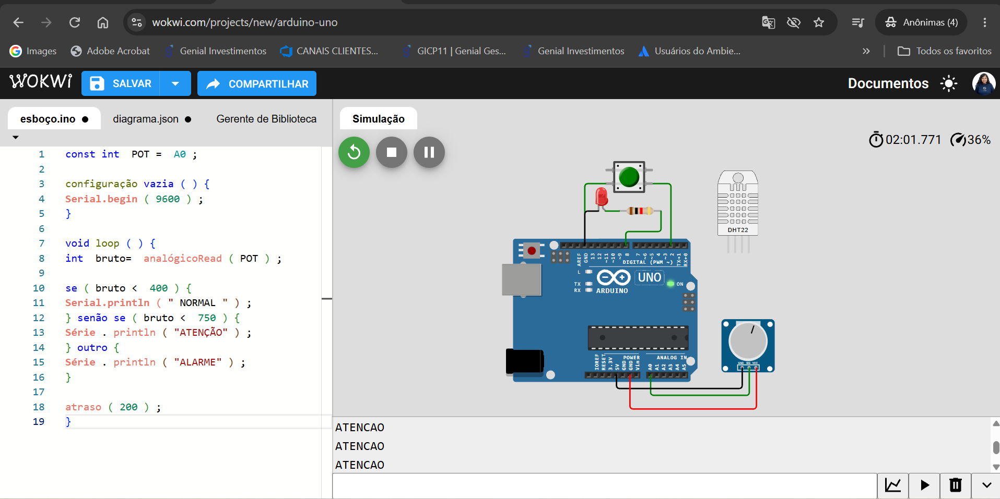 wokwi.com/projects/new/arduino-uno
Anônimas (4)
Images
Adobe Acrobat
Genial Investimentos
CANAIS CLIENTES...
GICP11 | Genial Ges...
Genial Investimentos
Usuários do Ambie...
Todos os favoritos
WOKWI
SALVAR
COMPARTILHAR
Documentos
esboço.ino ●
diagrama.json ●
Gerente de Biblioteca
1 const int POT = A0 ;
2
3 configuração vazia ( ) {
4 Serial.begin ( 9600 ) ;
5 }
6
7 void loop ( ) {
8 int bruto= analógicoRead ( POT ) ;
9
10 se ( bruto < 400 ) {
11 Serial.println ( " NORMAL " ) ;
12 } senão se ( bruto < 750 ) {
13 Série . println ( "ATENÇÃO" ) ;
14 } outro {
15 Série . println ( "ALARME" ) ;
16 }
17
18 atraso ( 200 ) ;
19 }
Simulação
02:01.771
36%
DHT22
AREF
GND
13
12
~11
~10
~9
8
7
~6
~5
4
~3
2
TX→1
RX←0
DIGITAL (PWM ~)
L
TX
RX
ARDUINO
UNO
ON
IOREF
RESET
3.3V
5V
GND
GND
Vin
POWER
ANALOG IN
A0
A1
A2
A3
A4
A5
GND SIG VCC
ATENCAO
ATENCAO
ATENCAO